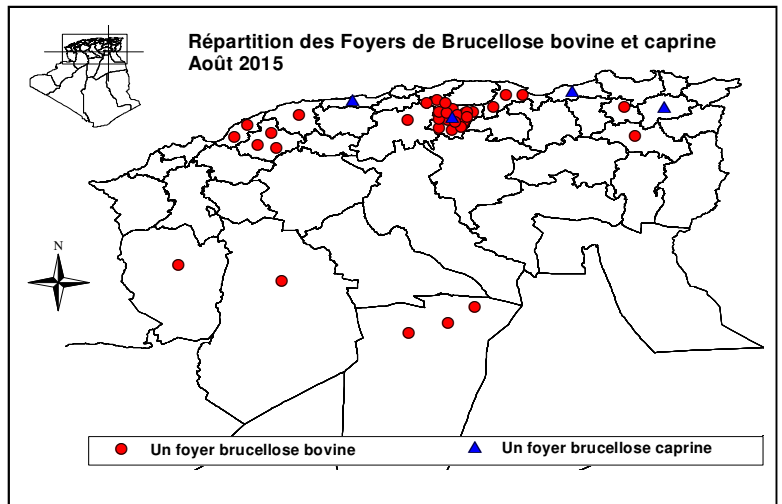 Répartition des Foyers de Brucellose bovine et caprine
Août 2015
N
Un foyer brucellose bovine
Un foyer brucellose caprine